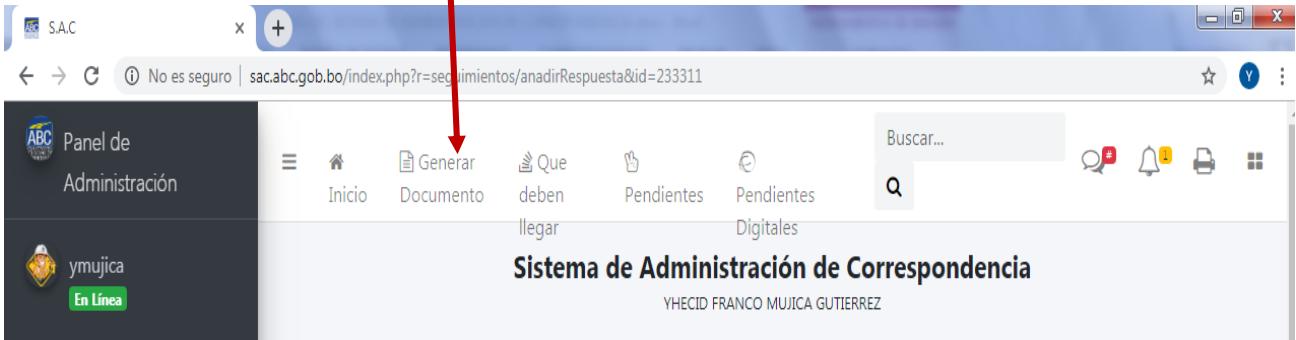 S.A.C
No es seguro | sac.abc.gob.bo/index.php?r=seguimientos/anadirRespuesta&id=233311
Y
ABC
Panel de
Administración
Inicio
Generar
Documento
Que
deben
llegar
Pendientes
Pendientes
Digitales
Buscar...
#
1
ymujica
En Línea
Sistema de Administración de Correspondencia
YHECID FRANCO MUJICA GUTIERREZ